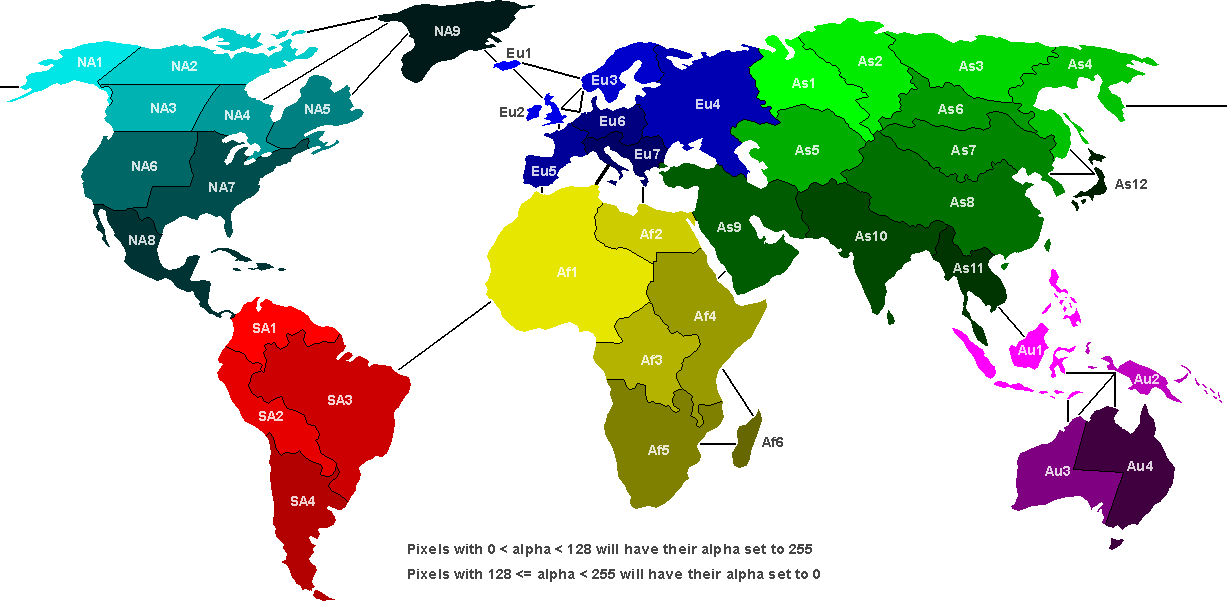 NA9
Eu1
NA1
NA2
Eu3
As1
As2
As3
As4
NA3
NA4
NA5
Eu2
Eu6
Eu4
As6
NA6
Eu7
As5
As7
NA7
Eu5
As12
As8
NA8
Af2
As9
As10
Af1
As11
SA1
Af4
Au1
Af3
Au2
SA3
SA2
Af5
Af6
Au3
Au4
SA4
Pixels with 0 < alpha < 128 will have their alpha set to 255
Pixels with 128 <= alpha < 255 will have their alpha set to 0